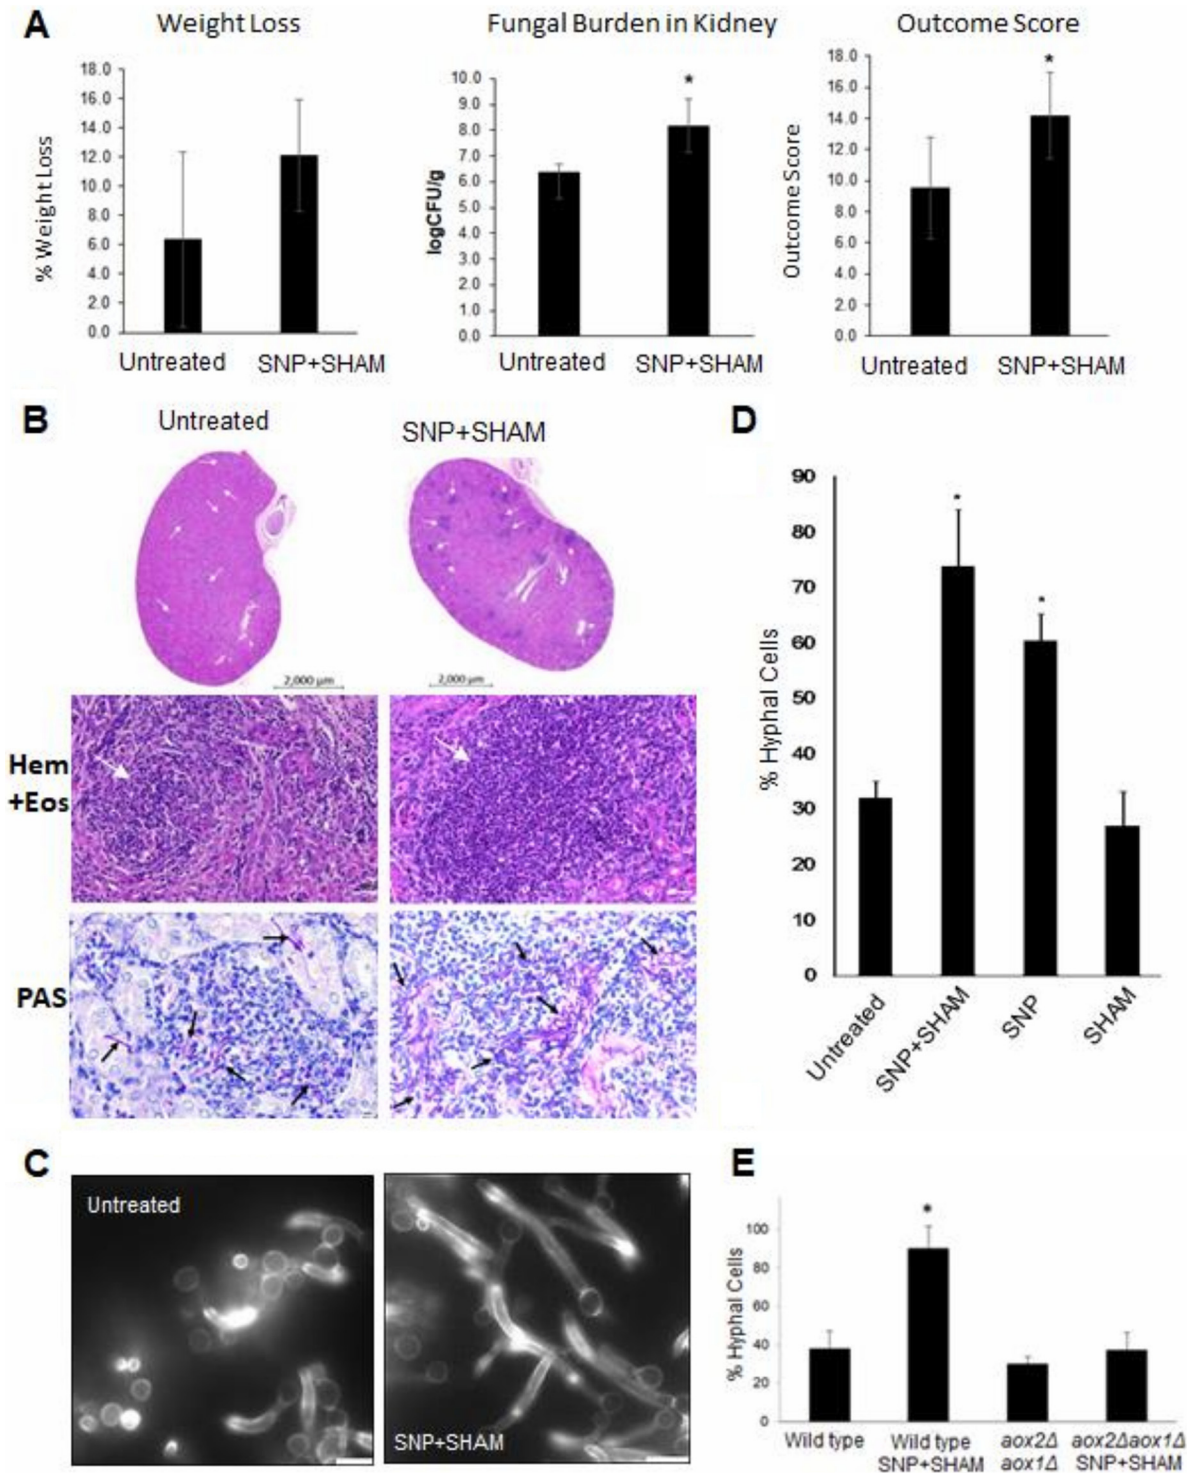 A
Weight Loss
% Weight Loss
18.0
16.0
14.0
12.0
10.0
8.0
6.0
4.0
2.0
0.0
Untreated
SNP+SHAM
Fungal Burden in Kidney
logCFU/g
10.0
9.0
8.0
7.0
6.0
5.0
4.0
3.0
2.0
1.0
0.0
*
Untreated
SNP+SHAM
Outcome Score
Outcome Score
18.0
16.0
14.0
12.0
10.0
8.0
6.0
4.0
2.0
0.0
*
Untreated
SNP+SHAM
B
Untreated
SNP+SHAM
2,000 µm
2,000 µm
Hem
+Eos
PAS
C
Untreated
SNP+SHAM
D
% Hyphal Cells
90
80
70
60
50
40
30
20
10
0
*
*
Untreated
SNP+SHAM
SNP
SHAM
E
% Hyphal Cells
100
80
60
40
20
0
*
Wild type
Wild type
SNP+SHAM
aox2Δ
aox1Δ
aox2Δaox1Δ
SNP+SHAM